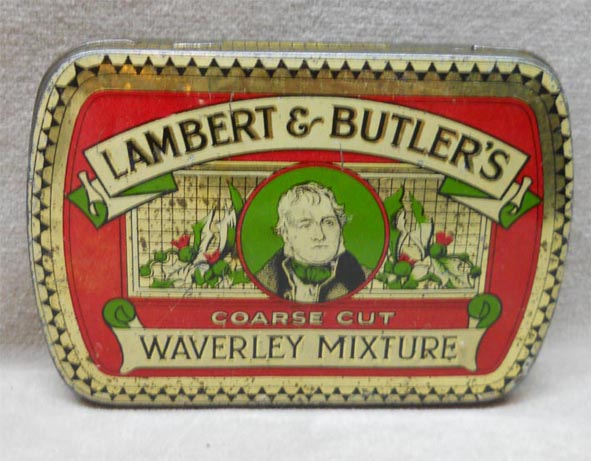 LAMBERT & BUTLER'S
COARSE CUT
WAVERLEY MIXTURE